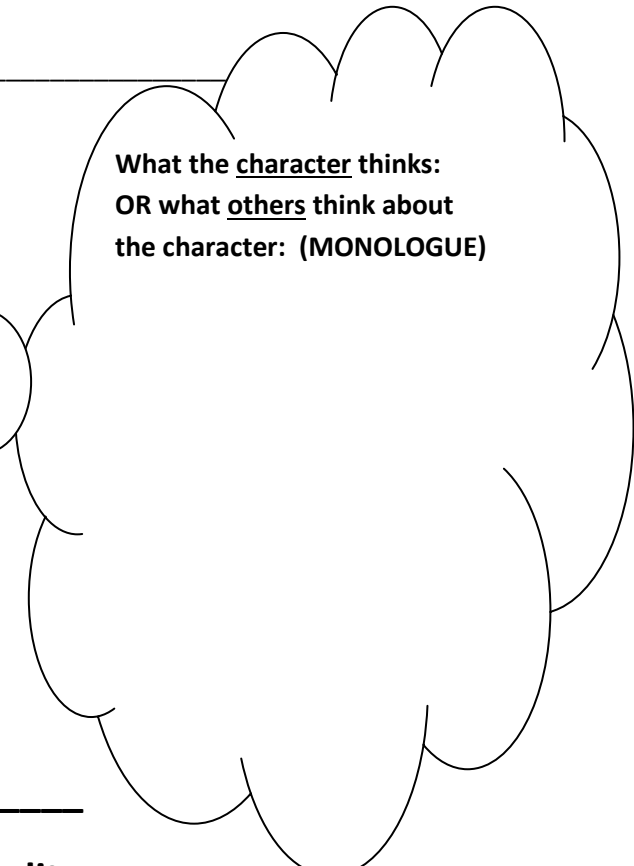 What the character thinks:
OR what others think about
the character: (MONOLOGUE)